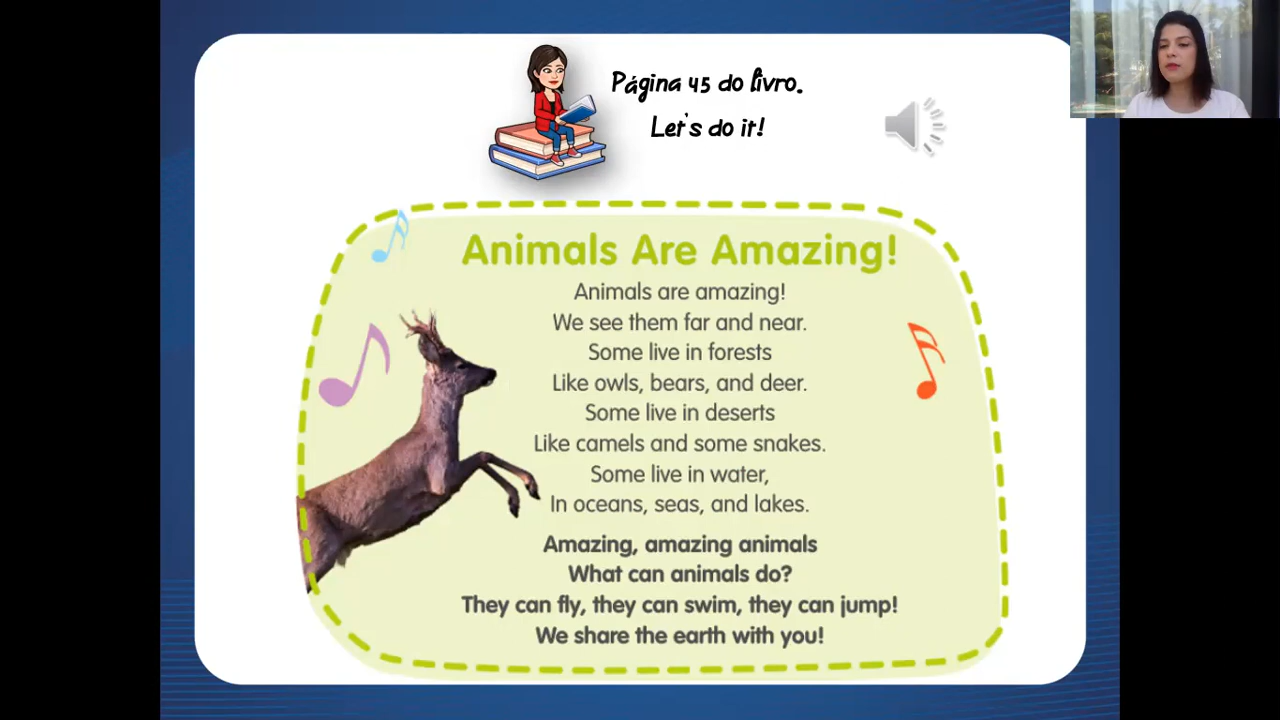 Página 45 do livro.
Let's do it!
Animals Are Amazing!
Animals are amazing!
We see them far and near.
Some live in forests
Like owls, bears, and deer.
Some live in deserts
Like camels and some snakes.
Some live in water,
In oceans, seas, and lakes.
Amazing, amazing animals
What can animals do?
They can fly, they can swim, they can jump!
We share the earth with you!